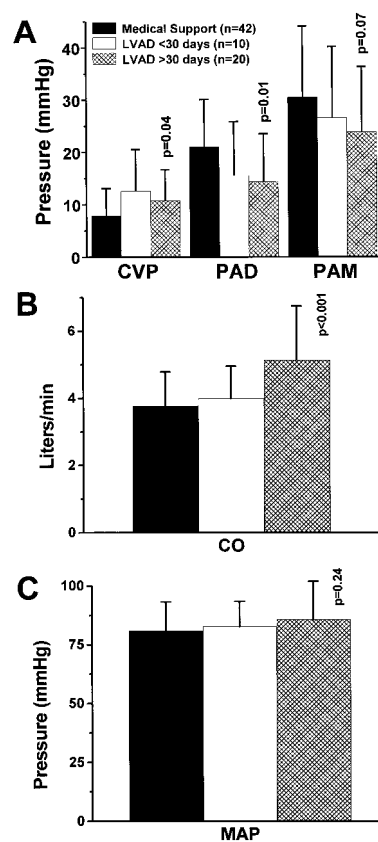 A
Medical Support (n=42)
LVAD <30 days (n=10)
LVAD >30 days (n=20)
Pressure (mmHg)
40
30
20
10
0
p=0.04
p=0.01
p=0.07
CVP PAD PAM
B
Liters/min
6
4
2
0
p<0.001
CO
C
Pressure (mmHg)
100
75
50
25
0
p=0.24
MAP